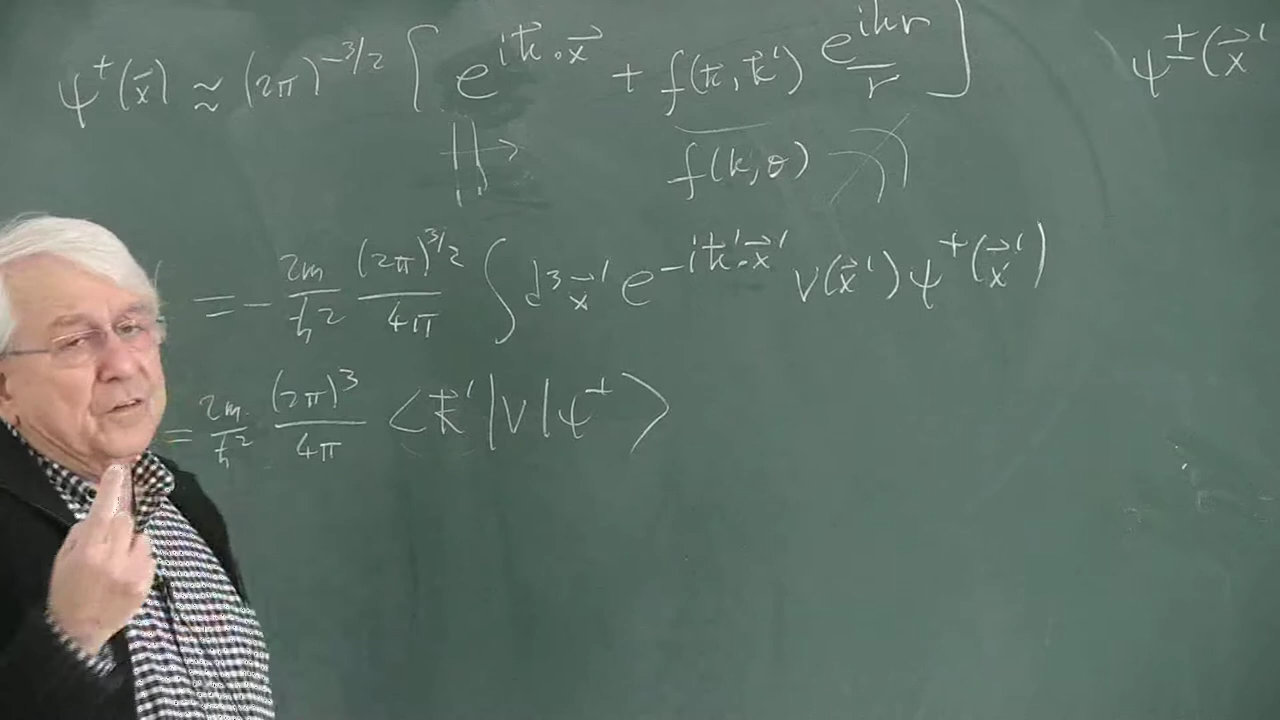 ψ⁺(x⃗) ≈ (2π)^{-3/2} [ e^{ik⃗·x⃗} + f(k⃗,k⃗') e^{ikr}/r ]
ψ^±(x⃗'
f(k,θ)
= - 2m/ħ² (2π)^{3/2}/4π ∫ d³x⃗' e^{-ik⃗'·x⃗'} V(x⃗') ψ⁺(x⃗')
= 2m/ħ² (2π)³/4π ⟨k⃗'|V|ψ⁺⟩